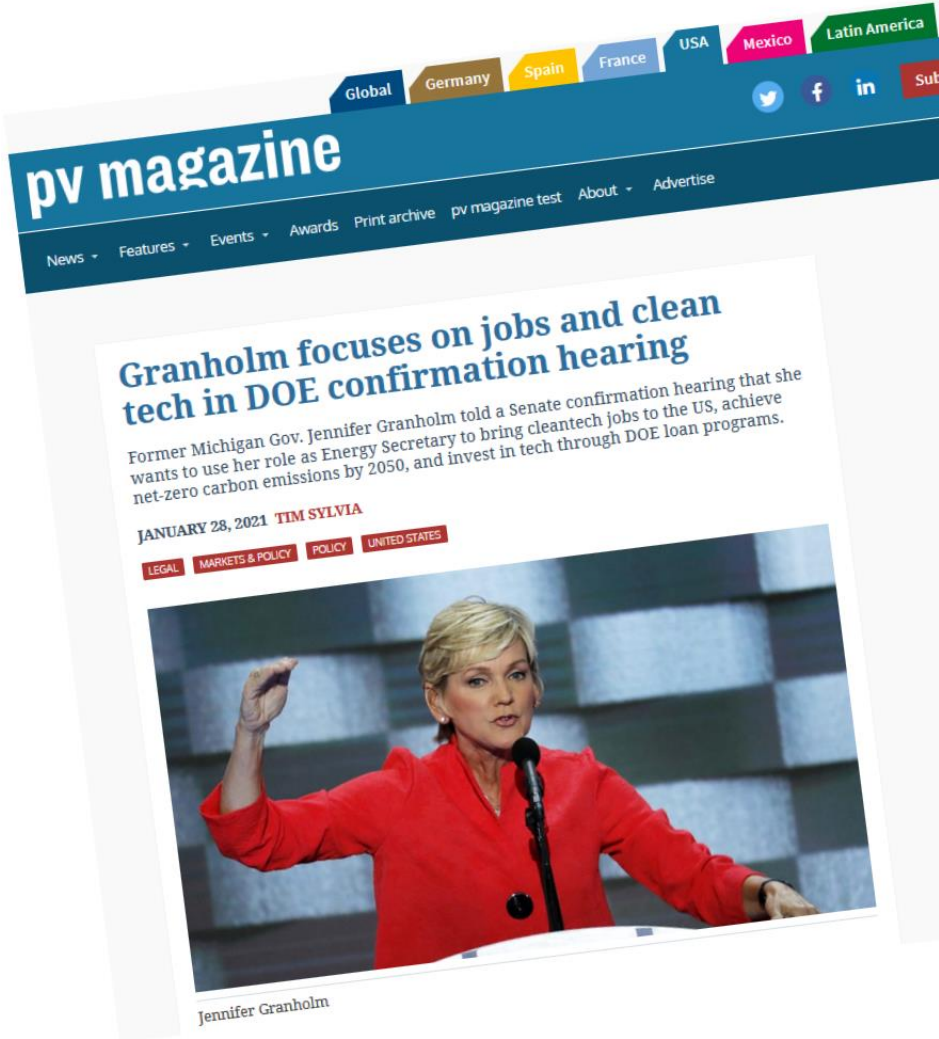 Global Germany Spain France USA Mexico Latin America
pv magazine
f in
News Features Events Awards Print archive pv magazine test About Advertise
Granholm focuses on jobs and clean
tech in DOE confirmation hearing
Former Michigan Gov. Jennifer Granholm told a Senate confirmation hearing that she
wants to use her role as Energy Secretary to bring cleantech jobs to the US, achieve
net-zero carbon emissions by 2050, and invest in tech through DOE loan programs.
JANUARY 28, 2021 TIM SYLVIA
LEGAL MARKETS & POLICY POLICY UNITED STATES
Jennifer Granholm